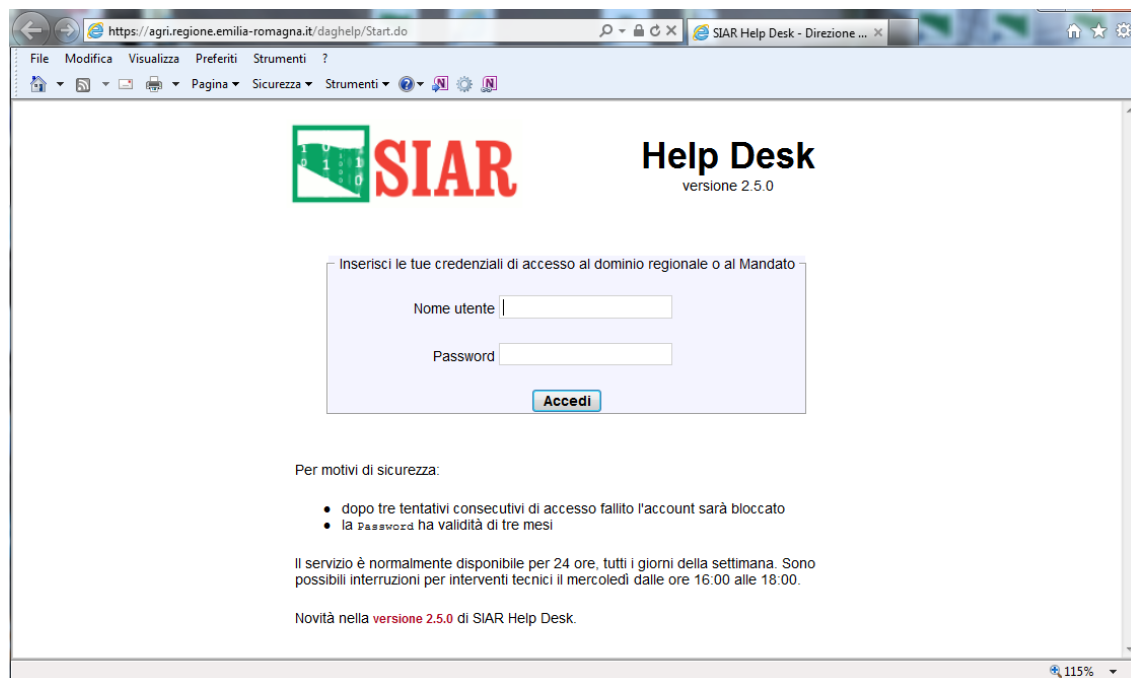 https://agri.regione.emilia-romagna.it/daghelp/Start.do
SIAR Help Desk - Direzione ...
File Modifica Visualizza Preferiti Strumenti ?
Pagina Sicurezza Strumenti
SIAR
Help Desk
versione 2.5.0
Inserisci le tue credenziali di accesso al dominio regionale o al Mandato
Nome utente
Password
Accedi
Per motivi di sicurezza:
• dopo tre tentativi consecutivi di accesso fallito l'account sarà bloccato
• la Password ha validità di tre mesi
Il servizio è normalmente disponibile per 24 ore, tutti i giorni della settimana. Sono
possibili interruzioni per interventi tecnici il mercoledì dalle ore 16:00 alle 18:00.
Novità nella versione 2.5.0 di SIAR Help Desk.
115%